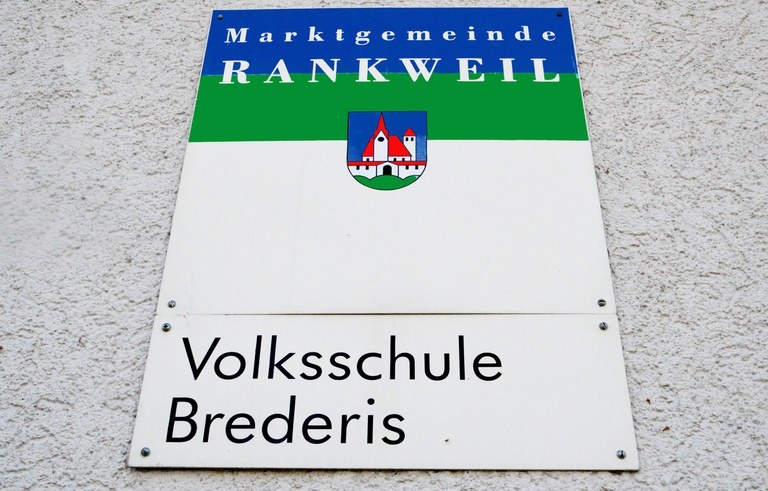 Marktgemeinde
RANKWEIL
Volksschule
Brederis